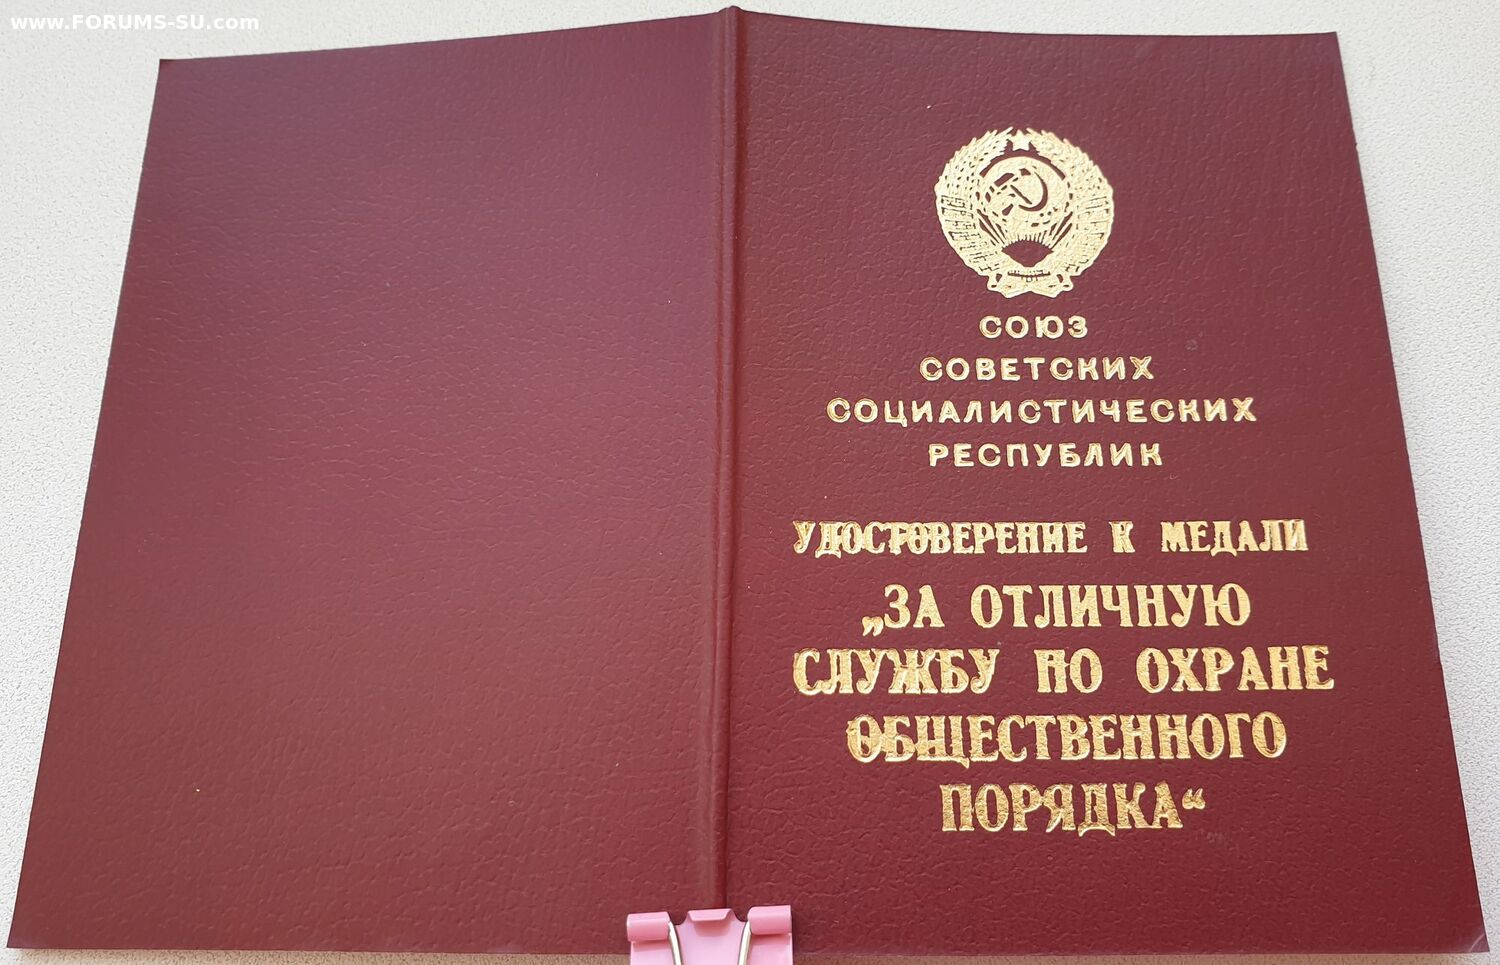 www.FORUMS-SU.com
СОЮЗ
СОВЕТСКИХ
СОЦИАЛИСТИЧЕСКИХ
РЕСПУБЛИК
УДОСТОВЕРЕНИЕ К МЕДАЛИ
„ЗА ОТЛИЧНУЮ
СЛУЖБУ ПО ОХРАНЕ
ОБЩЕСТВЕННОГО
ПОРЯДКА“